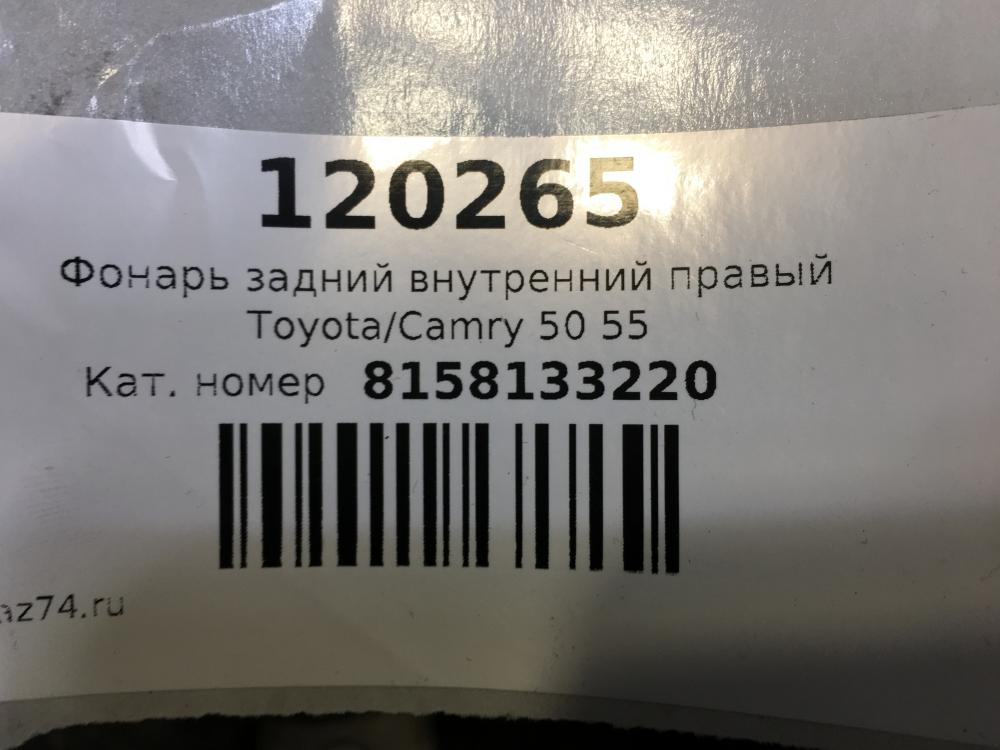 120265
Фонарь задний внутренний правый
Toyota/Camry 50 55
Кат. номер 8158133220
az74.ru